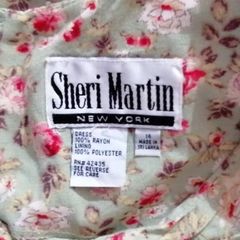 Sheri Martin
NEW YORK
DRESS
100% RAYON
LINING
100% POLYESTER
RN# 42435
SEE REVERSE
FOR CARE
14
MADE IN
SRI LANKA